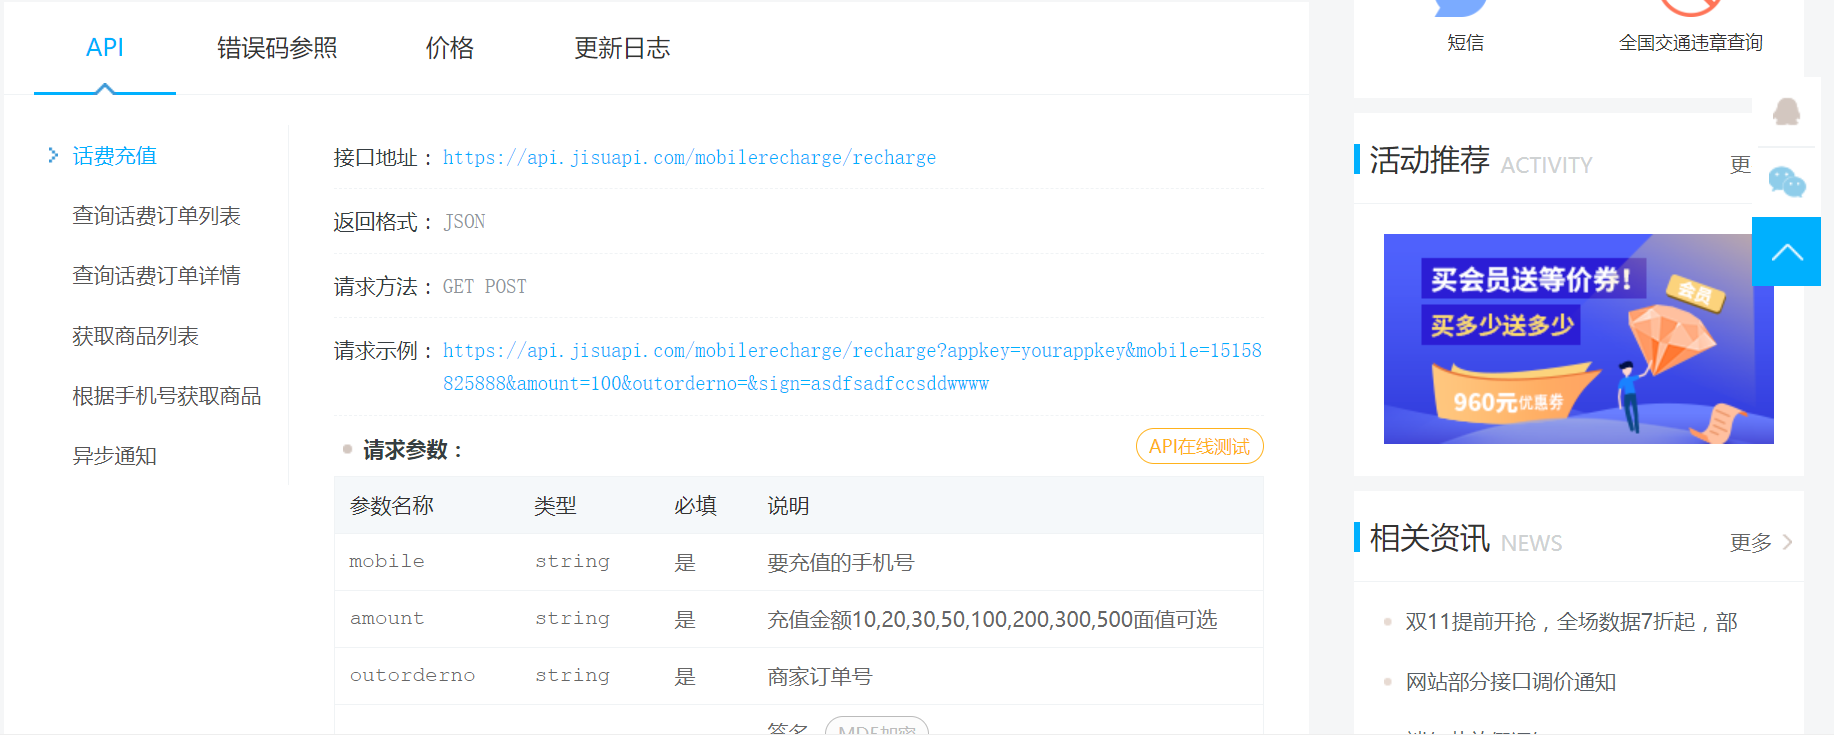 API
错误码参照
价格
更新日志
话费充值
查询话费订单列表
查询话费订单详情
获取商品列表
根据手机号获取商品
异步通知
接口地址： https://api.jisuapi.com/mobilerecharge/recharge
返回格式： JSON
请求方法： GET POST
请求示例： https://api.jisuapi.com/mobilerecharge/recharge?appkey=yourappkey&mobile=15158
825888&amount=100&outorderno=&sign=asdfsadfccsddwwww
请求参数：
API在线测试
参数名称 类型 必填 说明
mobile string 是 要充值的手机号
amount string 是 充值金额10,20,30,50,100,200,300,500面值可选
outorderno string 是 商家订单号
签名 MD5加密
短信
全国交通违章查询
活动推荐 ACTIVITY 更
买会员送等价券！
买多少送多少
会员
960元优惠券
相关资讯 NEWS 更多
双11提前开抢，全场数据7折起，部
网站部分接口调价通知